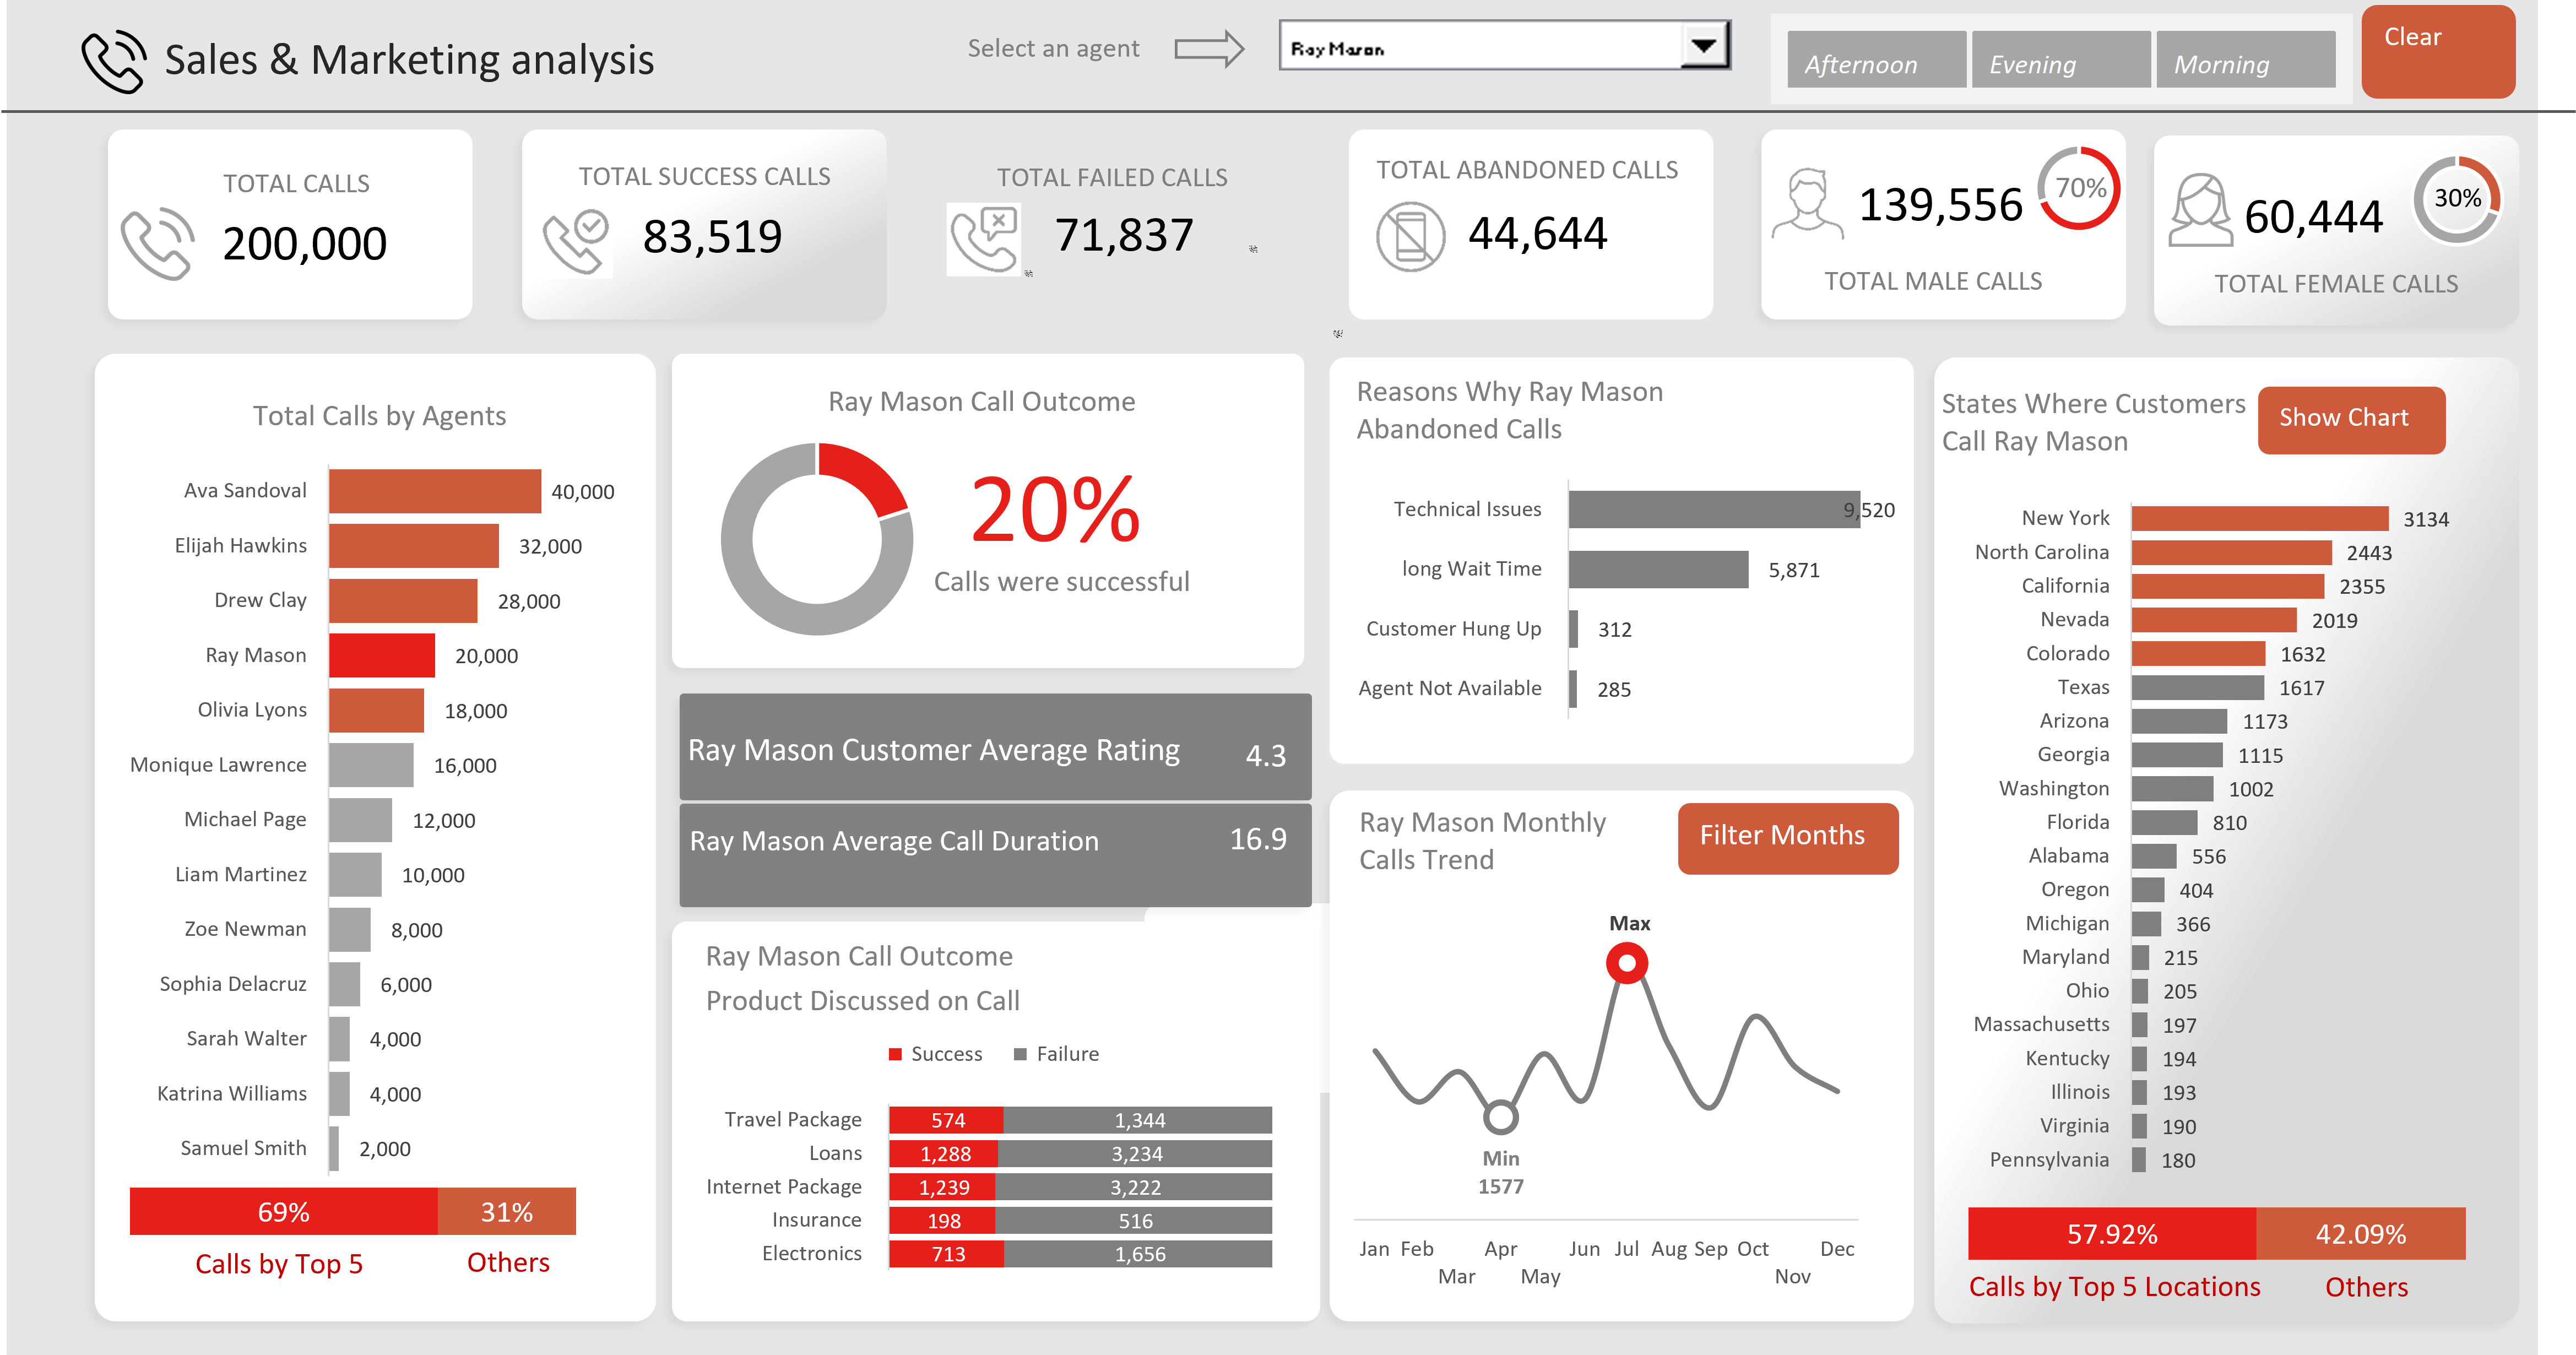 Sales & Marketing analysis
Select an agent
Ray Mason
Afternoon
Evening
Morning
Clear
TOTAL CALLS
200,000
TOTAL SUCCESS CALLS
83,519
TOTAL FAILED CALLS
71,837
TOTAL ABANDONED CALLS
44,644
139,556
70%
TOTAL MALE CALLS
60,444
30%
TOTAL FEMALE CALLS
Total Calls by Agents
Ava Sandoval 40,000
Elijah Hawkins 32,000
Drew Clay 28,000
Ray Mason 20,000
Olivia Lyons 18,000
Monique Lawrence 16,000
Michael Page 12,000
Liam Martinez 10,000
Zoe Newman 8,000
Sophia Delacruz 6,000
Sarah Walter 4,000
Katrina Williams 4,000
Samuel Smith 2,000
69% 31%
Calls by Top 5 Others
Ray Mason Call Outcome
20%
Calls were successful
Ray Mason Customer Average Rating 4.3
Ray Mason Average Call Duration 16.9
Ray Mason Call Outcome
Product Discussed on Call
Success Failure
Travel Package 574 1,344
Loans 1,288 3,234
Internet Package 1,239 3,222
Insurance 198 516
Electronics 713 1,656
Reasons Why Ray Mason
Abandoned Calls
Technical Issues 9,520
long Wait Time 5,871
Customer Hung Up 312
Agent Not Available 285
Ray Mason Monthly
Calls Trend
Filter Months
Max
Min
1577
Jan Feb Apr Jun Jul Aug Sep Oct Dec
Mar May Nov
States Where Customers
Call Ray Mason
Show Chart
New York 3134
North Carolina 2443
California 2355
Nevada 2019
Colorado 1632
Texas 1617
Arizona 1173
Georgia 1115
Washington 1002
Florida 810
Alabama 556
Oregon 404
Michigan 366
Maryland 215
Ohio 205
Massachusetts 197
Kentucky 194
Illinois 193
Virginia 190
Pennsylvania 180
57.92% 42.09%
Calls by Top 5 Locations Others